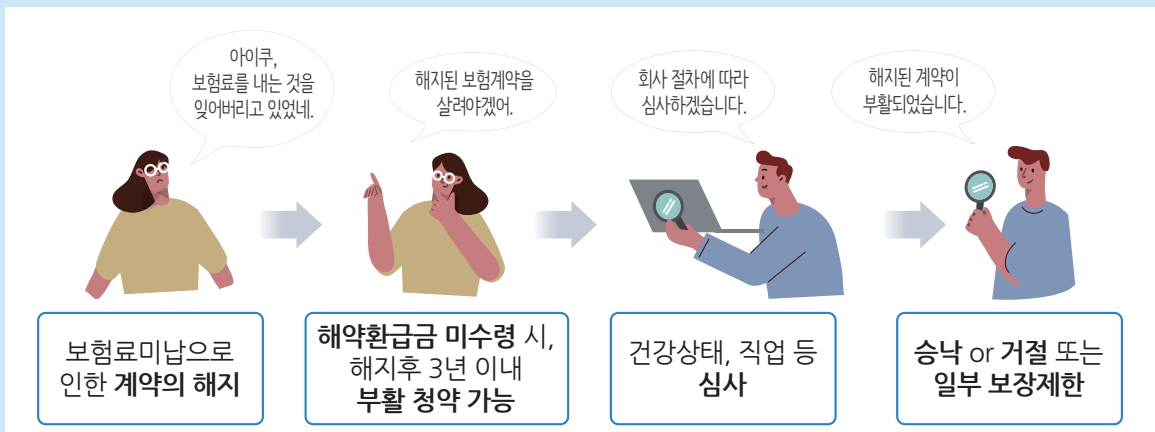 아이쿠,
보험료를 내는 것을
잊어버리고 있었네.
해지된 보험계약을
살려야겠어.
회사 절차에 따라
심사하겠습니다.
해지된 계약이
부활되었습니다.
보험료미납으로
인한 계약의 해지
해약환급금 미수령 시,
해지후 3년 이내
부활 청약 가능
건강상태, 직업 등
심사
승낙 or 거절 또는
일부 보장제한